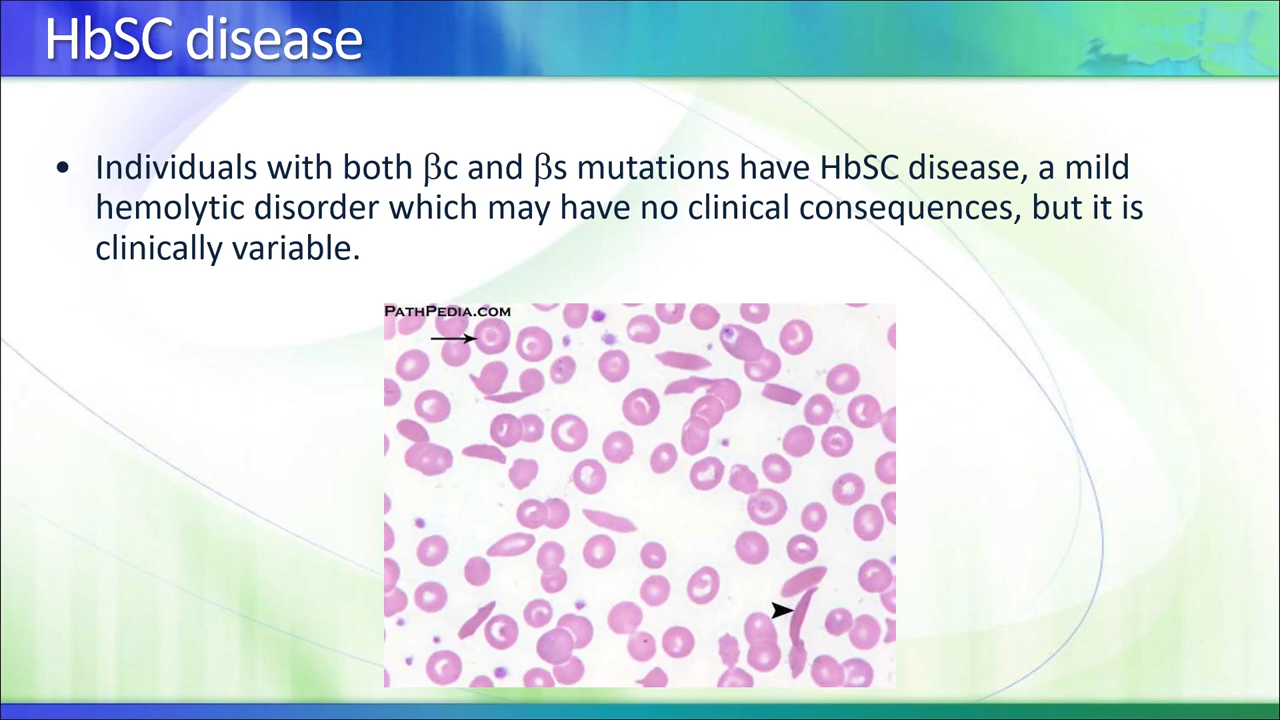 HbSC disease
• Individuals with both βc and βs mutations have HbSC disease, a mild
hemolytic disorder which may have no clinical consequences, but it is
clinically variable.
PATHPEDIA.COM